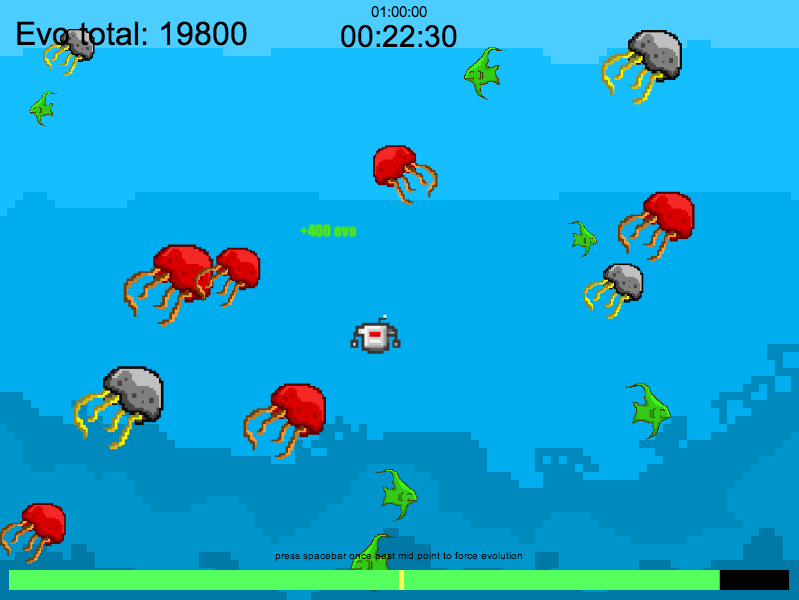 01:00:00
Evo total: 19800
00:22:30
+400 evo
press spacebar once past mid point to force evolution